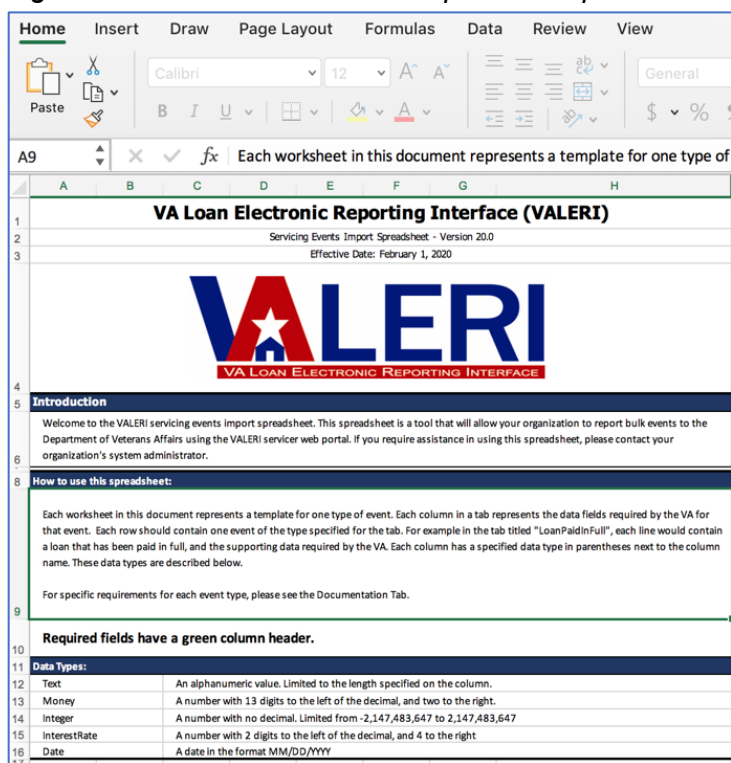 Home Insert Draw Page Layout Formulas Data Review View
Paste
Calibri 12 A^ A˅ General
B I U A $ %
A9 fx Each worksheet in this document represents a template for one type of
A B C D E F G H
1 VA Loan Electronic Reporting Interface (VALERI)
2 Servicing Events Import Spreadsheet - Version 20.0
3 Effective Date: February 1, 2020
VALERI
VA LOAN ELECTRONIC REPORTING INTERFACE
4
5 Introduction
Welcome to the VALERI servicing events import spreadsheet. This spreadsheet is a tool that will allow your organization to report bulk events to the
Department of Veterans Affairs using the VALERI servicer web portal. If you require assistance in using this spreadsheet, please contact your
6 organization's system administrator.
8 How to use this spreadsheet:
Each worksheet in this document represents a template for one type of event. Each column in a tab represents the data fields required by the VA for
that event. Each row should contain one event of the type specified for the tab. For example in the tab titled "LoanPaidInFull", each line would contain
a loan that has been paid in full, and the supporting data required by the VA. Each column has a specified data type in parentheses next to the column
name. These data types are described below.
For specific requirements for each event type, please see the Documentation Tab.
9
10 Required fields have a green column header.
11 Data Types:
12 Text An alphanumeric value. Limited to the length specified on the column.
13 Money A number with 13 digits to the left of the decimal, and two to the right.
14 Integer A number with no decimal. Limited from -2,147,483,647 to 2,147,483,647
15 InterestRate A number with 2 digits to the left of the decimal, and 4 to the right
16 Date A date in the format MM/DD/YYYY
17